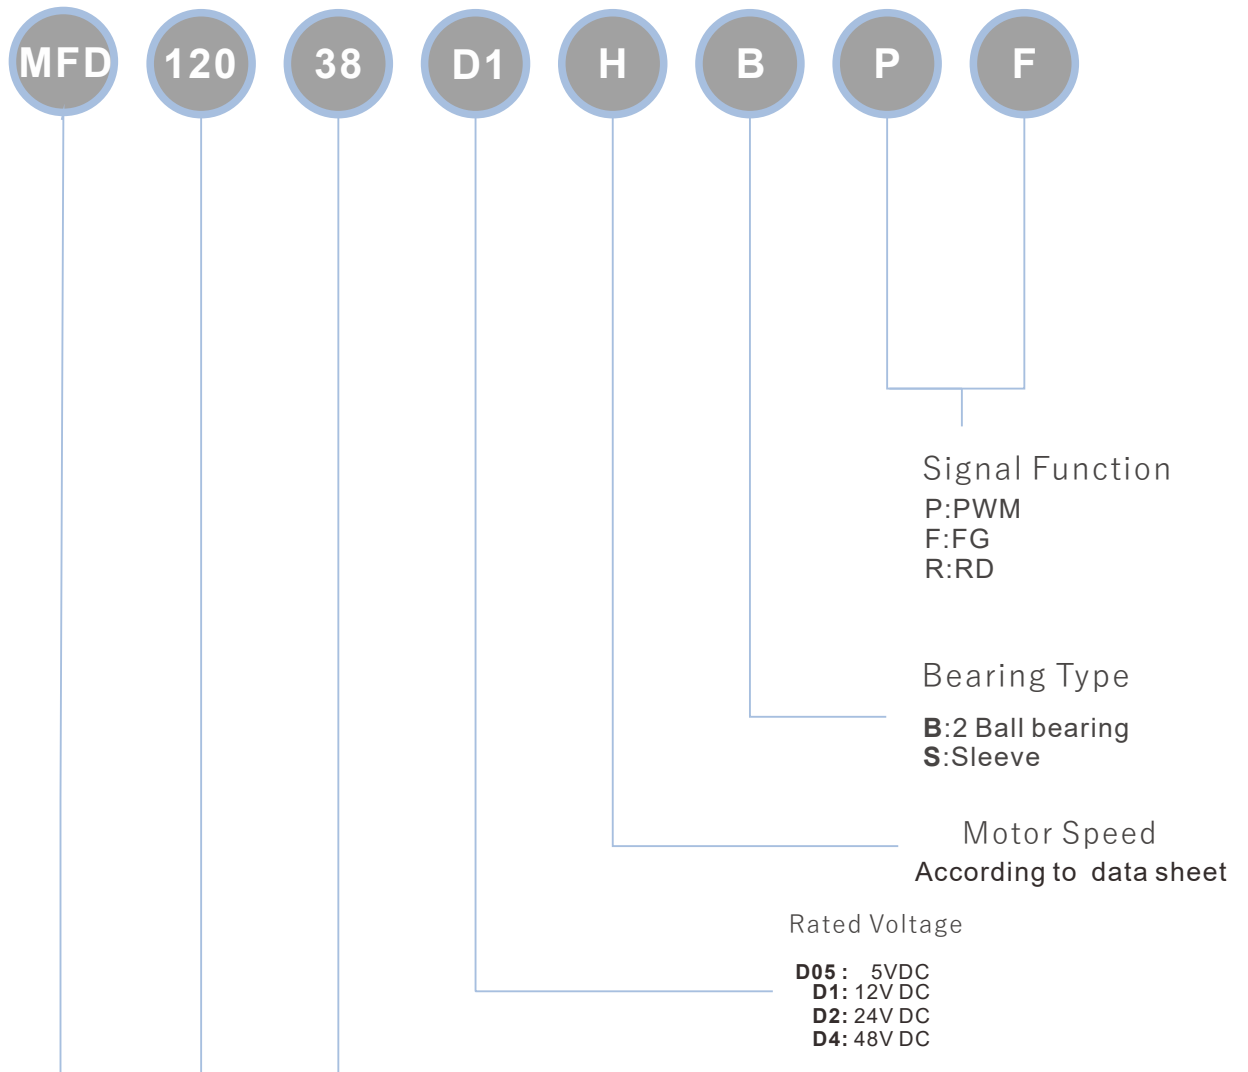 MFD 120 38 D1 H B P F
Signal Function
P:PWM
F:FG
R:RD
Bearing Type
B:2 Ball bearing
S:Sleeve
Motor Speed
According to data sheet
Rated Voltage
D05: 5VDC
D1: 12V DC
D2: 24V DC
D4: 48V DC